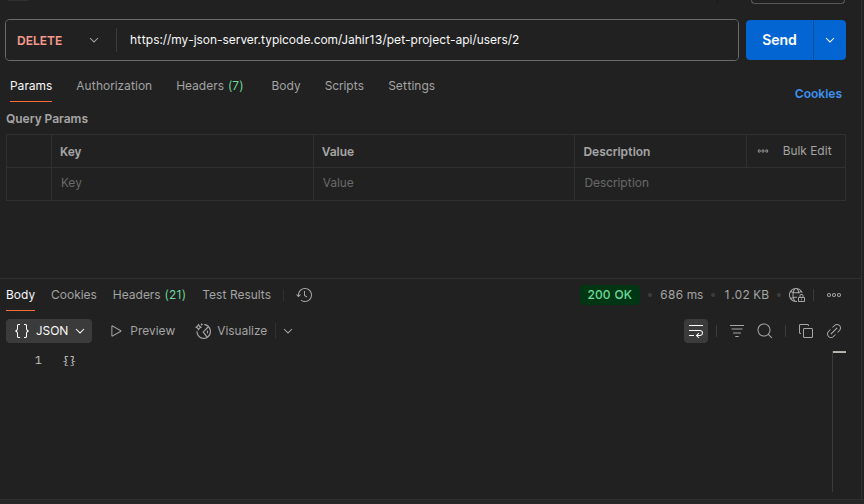 DELETE https://my-json-server.typicode.com/Jahir13/pet-project-api/users/2 Send
Params Authorization Headers (7) Body Scripts Settings Cookies
Query Params
Key Value Description Bulk Edit
Key Value Description
Body Cookies Headers (21) Test Results 200 OK • 686 ms • 1.02 KB •
{} JSON Preview Visualize
1 {}